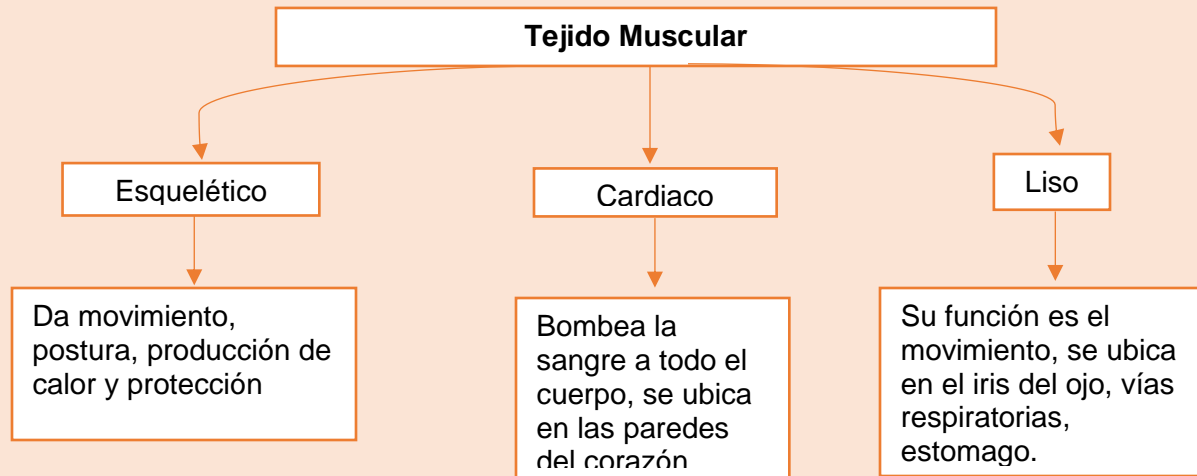 Tejido Muscular
Esquelético
Cardiaco
Liso
Da movimiento,
postura, producción de
calor y protección
Bombea la
sangre a todo el
cuerpo, se ubica
en las paredes
del corazón
Su función es el
movimiento, se ubica
en el iris del ojo, vías
respiratorias,
estomago.